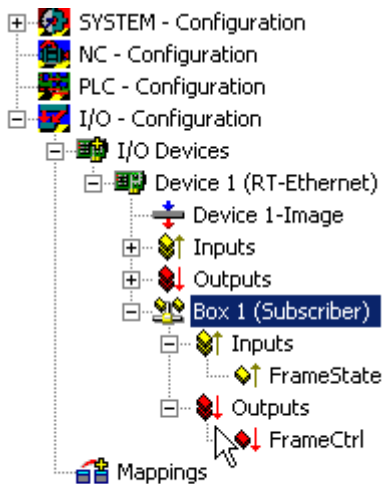 SYSTEM - Configuration
NC - Configuration
PLC - Configuration
I/O - Configuration
I/O Devices
Device 1 (RT-Ethernet)
Device 1-Image
Inputs
Outputs
Box 1 (Subscriber)
Inputs
FrameState
Outputs
FrameCtrl
Mappings